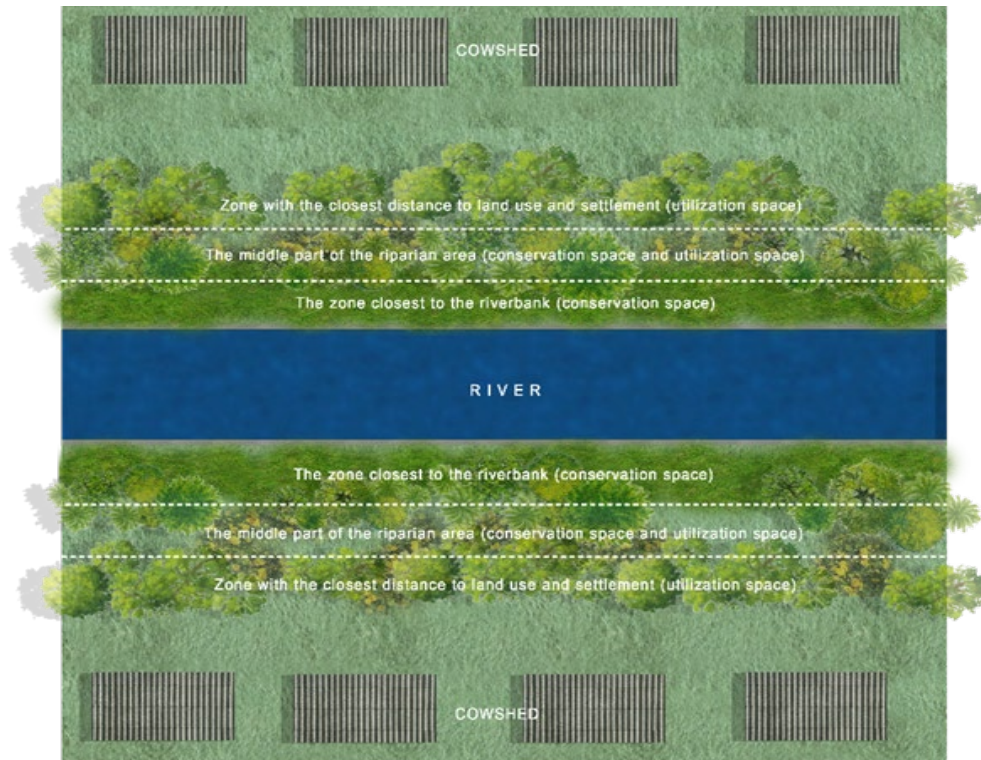 COWSHED
Zone with the closest distance to land use and settlement (utilization space)
The middle part of the riparian area (conservation space and utilization space)
The zone closest to the riverbank (conservation space)
RIVER
The zone closest to the riverbank (conservation space)
The middle part of the riparian area (conservation space and utilization space)
Zone with the closest distance to land use and settlement (utilization space)
COWSHED